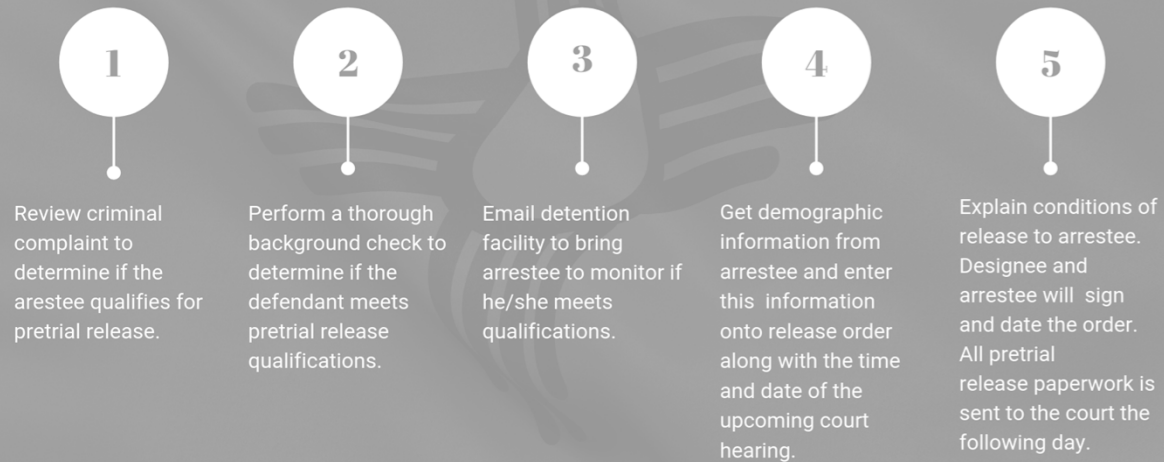 1
Review criminal
complaint to
determine if the
arestee qualifies for
pretrial release.
2
Perform a thorough
background check to
determine if the
defendant meets
pretrial release
qualifications.
3
Email detention
facility to bring
arrestee to monitor if
he/she meets
qualifications.
4
Get demographic
information from
arrestee and enter
this  information
onto release order
along with the time
and date of the
upcoming court
hearing.
5
Explain conditions of
release to arrestee.
Designee and
arrestee will  sign
and date the order.
All pretrial
release paperwork is
sent to the court the
following day.